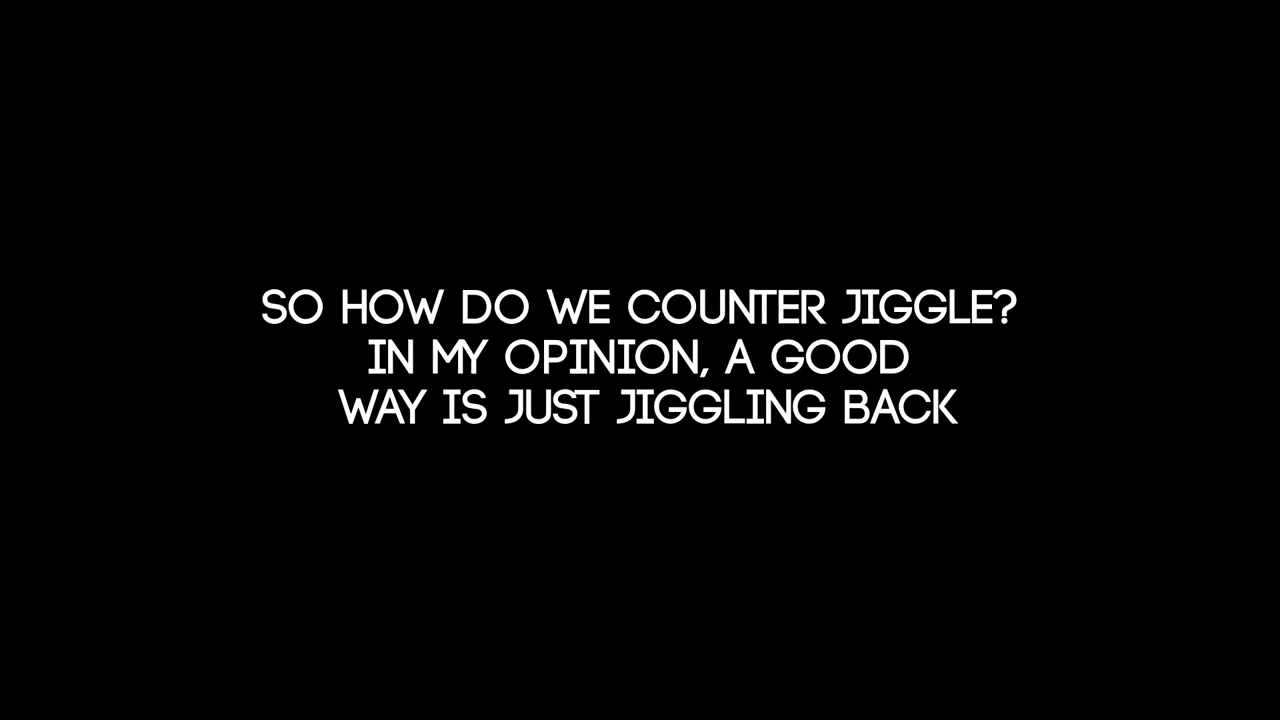 SO HOW DO WE COUNTER JIGGLE?
IN MY OPINION, A GOOD
WAY IS JUST JIGGLING BACK